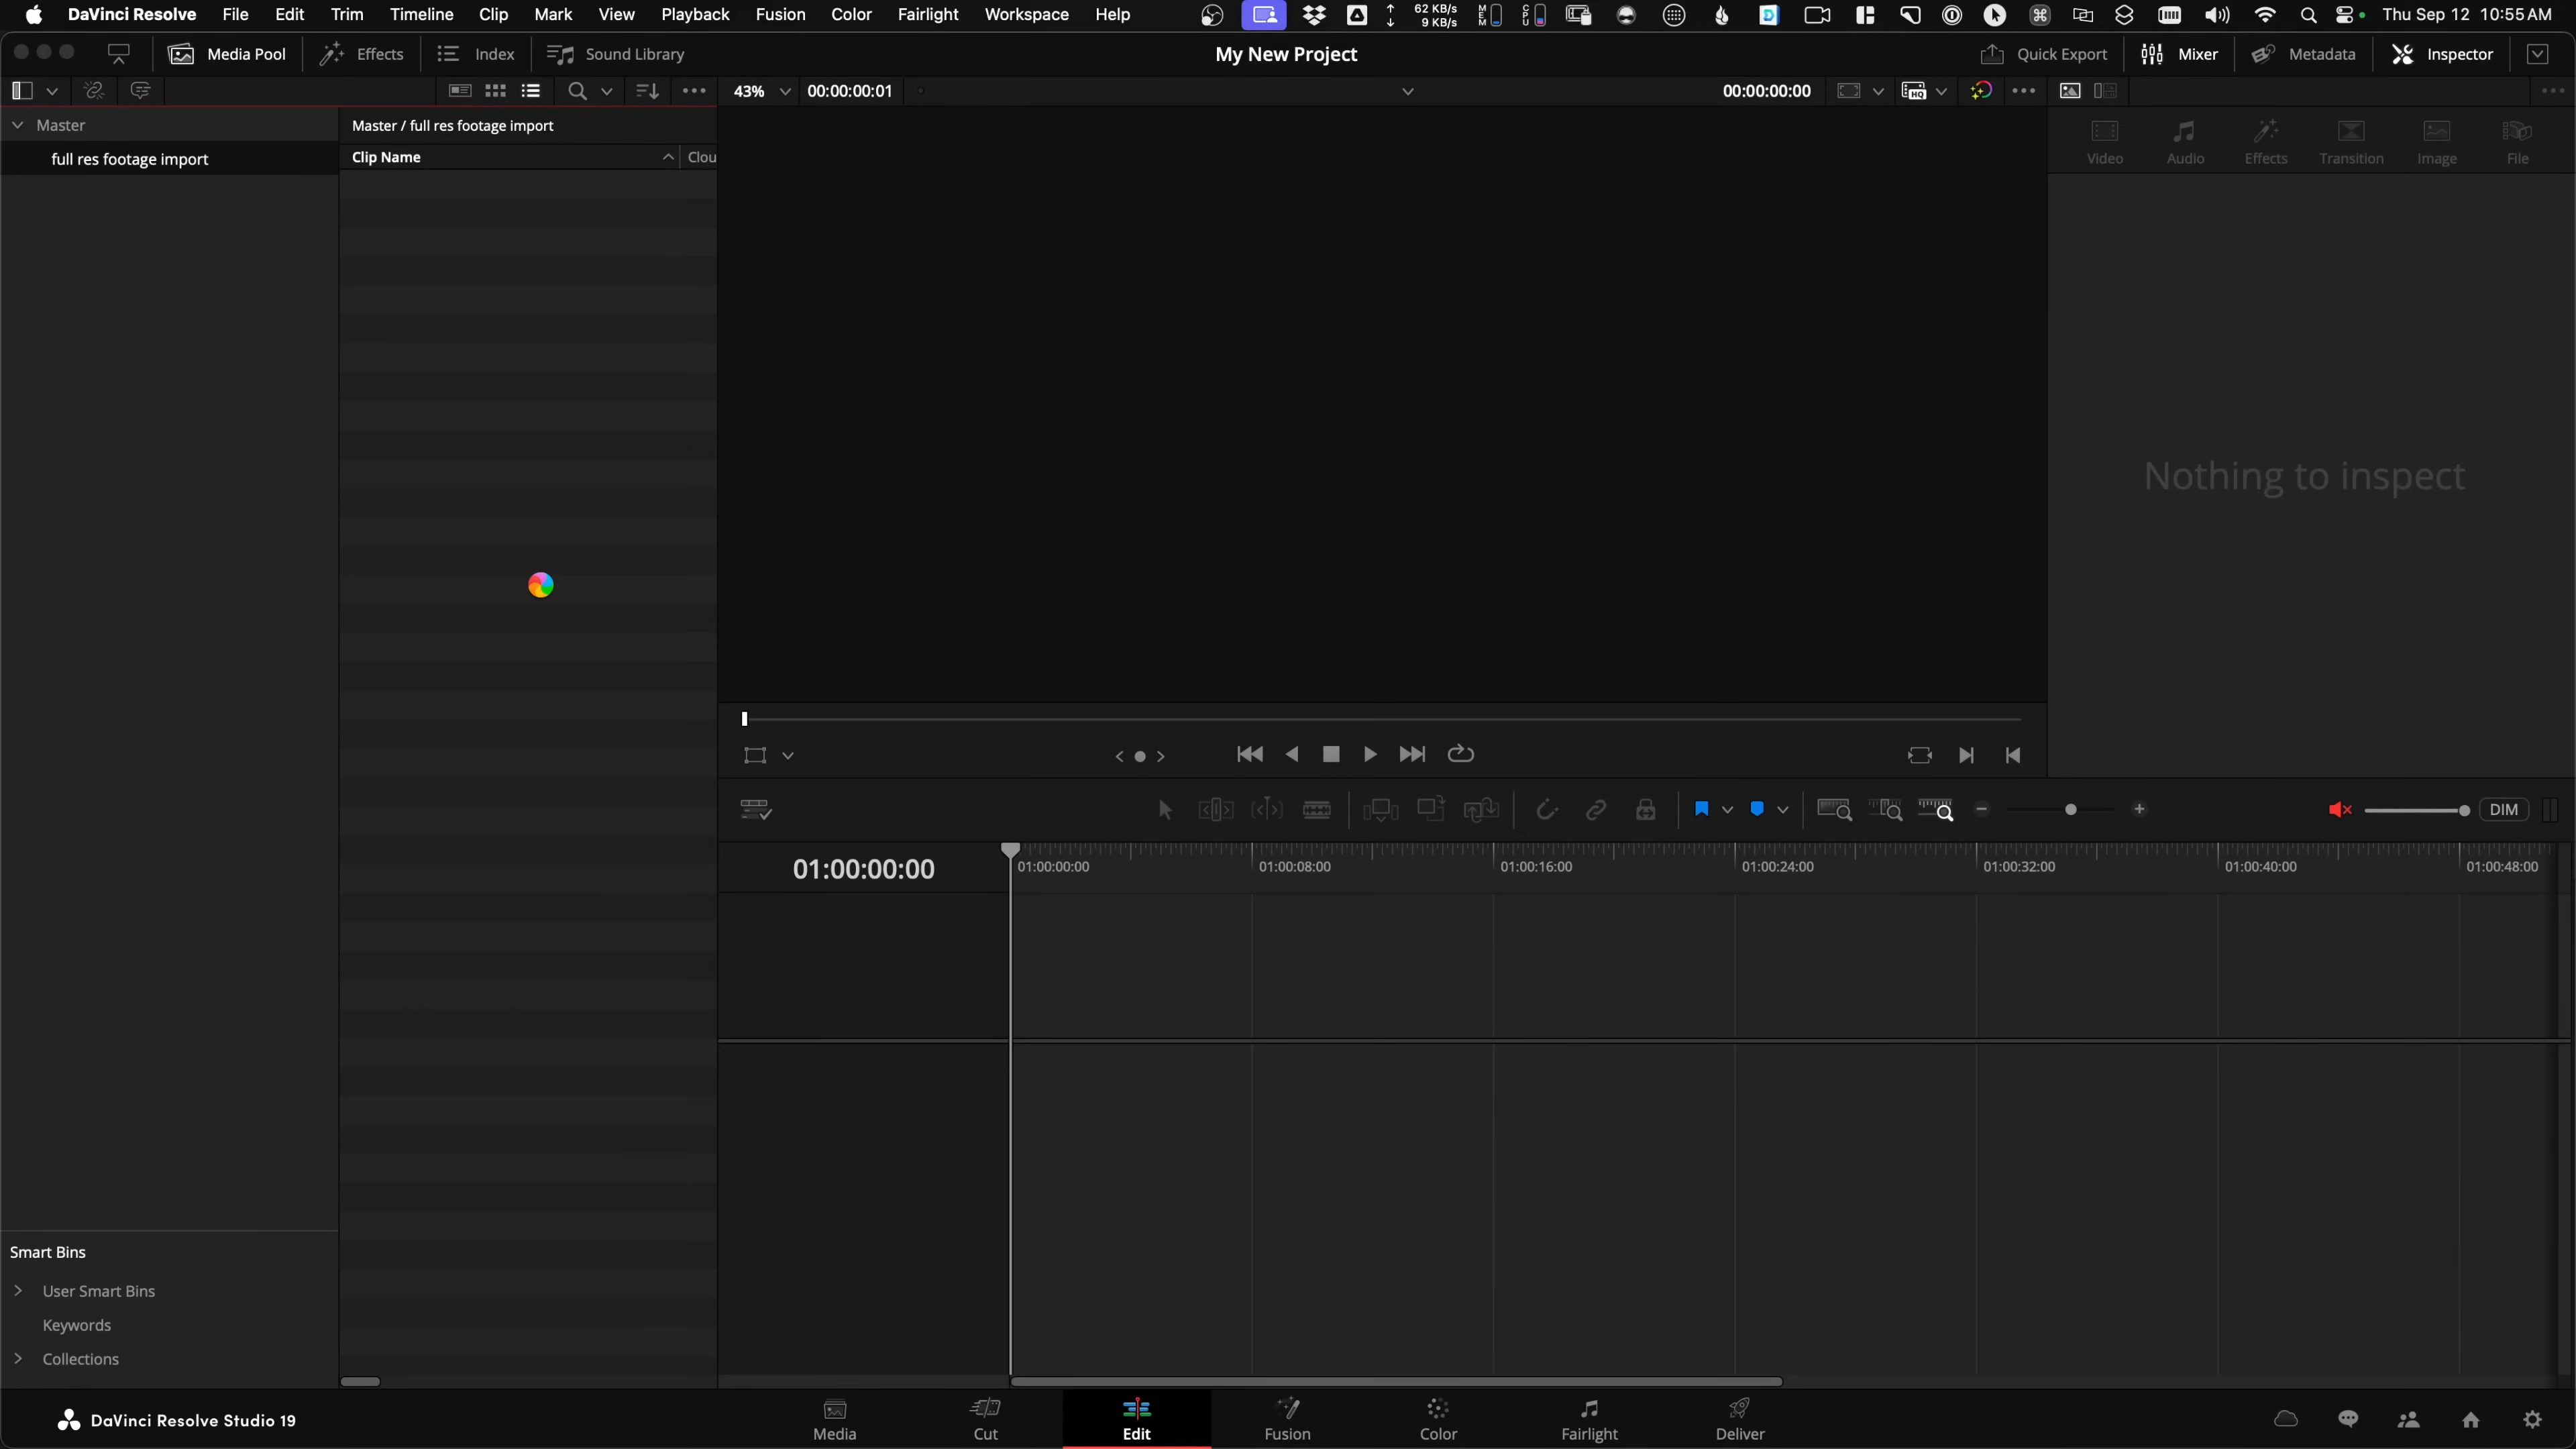 DaVinci Resolve File Edit Trim Timeline Clip Mark View Playback Fusion Color Fairlight Workspace Help 62 KB/s 9 KB/s MEM CPU Thu Sep 12 10:55 AM
Media Pool Effects Index Sound Library My New Project Quick Export Mixer Metadata Inspector
43% 00:00:00:01 00:00:00:00 HQ
Master Master / full res footage import
full res footage import Clip Name Clou
Video Audio Effects Transition Image File
Nothing to inspect
DIM
01:00:00:00 01:00:00:00 01:00:08:00 01:00:16:00 01:00:24:00 01:00:32:00 01:00:40:00 01:00:48:00
Smart Bins
User Smart Bins
Keywords
Collections
DaVinci Resolve Studio 19 Media Cut Edit Fusion Color Fairlight Deliver